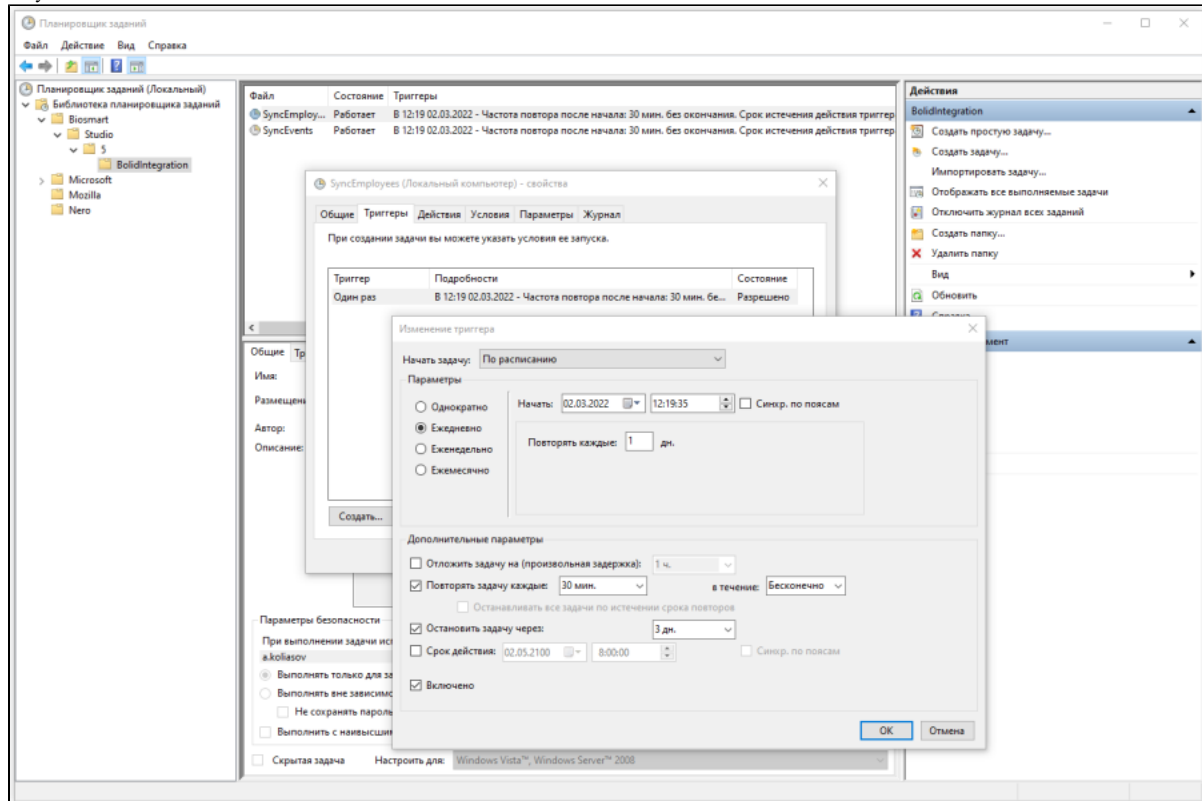 Планировщик заданий
Файл Действие Вид Справка
Планировщик заданий (Локальный)
Библиотека планировщика заданий
Biosmart
Studio
5
BolidIntegration
Microsoft
Mozilla
Nero
Файл Состояние Триггеры
SyncEmploy... Работает В 12:19 02.03.2022 - Частота повтора после начала: 30 мин. без окончания. Срок истечения действия триггер
SyncEvents Работает В 12:19 02.03.2022 - Частота повтора после начала: 30 мин. без окончания. Срок истечения действия триггер
Действия
BolidIntegration
Создать простую задачу...
Создать задачу...
Импортировать задачу...
Отображать все выполняемые задачи
Отключить журнал всех заданий
Создать папку...
Удалить папку
Вид
Обновить
Справка
мент
SyncEmployees (Локальный компьютер) - свойства
Общие Триггеры Действия Условия Параметры Журнал
При создании задачи вы можете указать условия ее запуска.
Триггер Подробности Состояние
Один раз В 12:19 02.03.2022 - Частота повтора после начала: 30 мин. бе... Разрешено
Создать...
Общие Тр
Имя:
Размещени
Автор:
Описание:
Изменение триггера
Начать задачу: По расписанию
Параметры
Однократно
Ежедневно
Еженедельно
Ежемесячно
Начать: 02.03.2022 12:19:35 Синхр. по поясам
Повторять каждые: 1 дн.
Дополнительные параметры
Отложить задачу на (произвольная задержка): 1 ч.
Повторять задачу каждые: 30 мин. в течение: Бесконечно
Останавливать все задачи по истечении срока повторов
Остановить задачу через: 3 дн.
Срок действия: 02.05.2100 8:00:00 Синхр. по поясам
Включено
OK Отмена
Параметры безопасности
При выполнении задачи исп
a.koliasov
Выполнять только для за
Выполнять вне зависимо
Не сохранять пароль
Выполнить с наивысшим
Скрытая задача Настроить для: Windows Vista™, Windows Server™ 2008